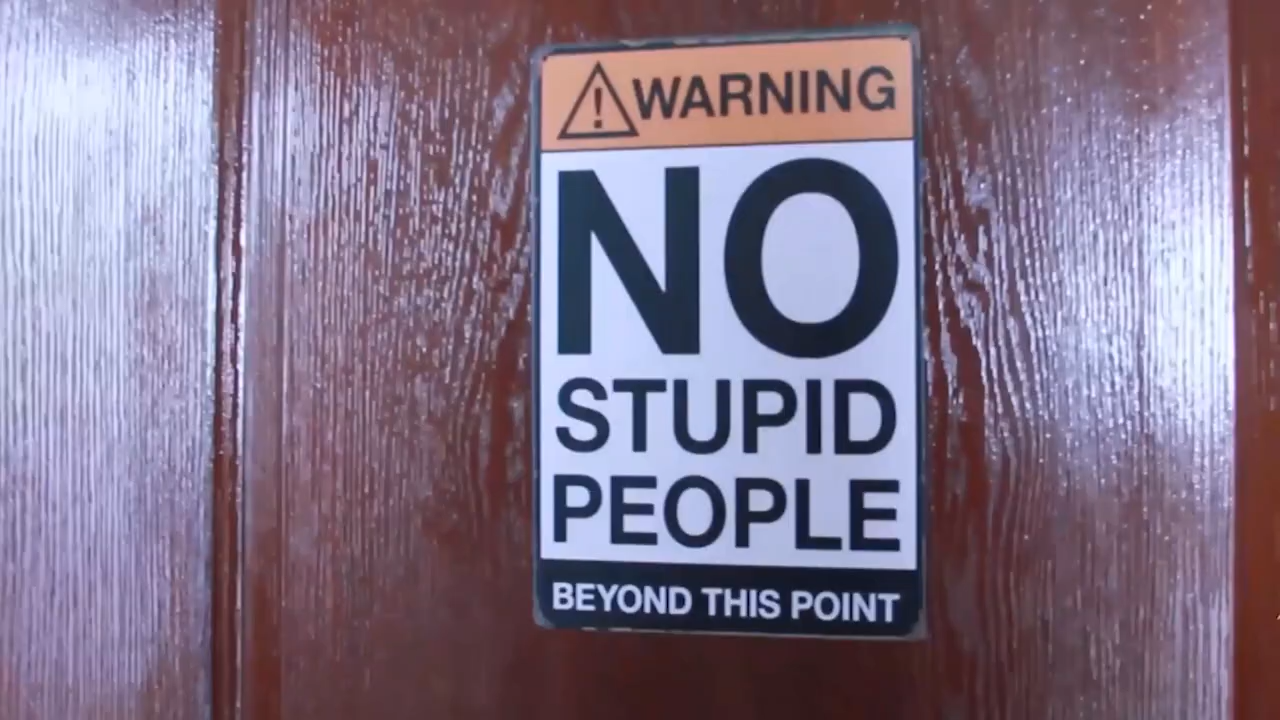 WARNING
NO
STUPID
PEOPLE
BEYOND THIS POINT